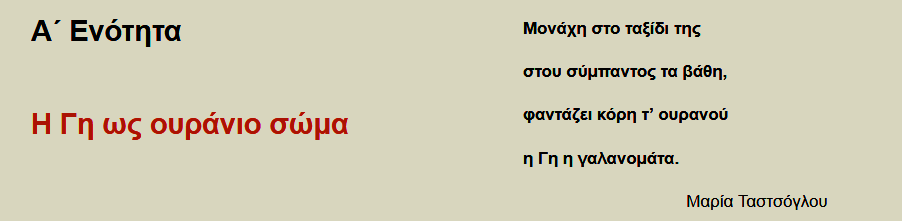 Α΄ Ενότητα
Η Γη ως ουράνιο σώμα
Μονάχη στο ταξίδι της
στου σύμπαντος τα βάθη,
φαντάζει κόρη τ’ ουρανού
η Γη η γαλανομάτα.
Μαρία Ταστσόγλου